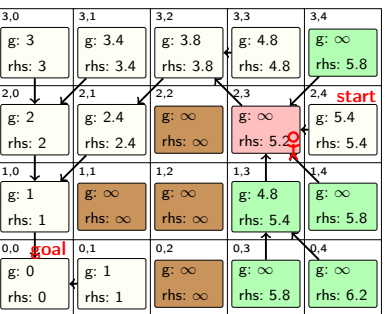 3,0 3,1 3,2 3,3 3,4
g: 3 g: 3.4 g: 3.8 g: 4.8 g: ∞
rhs: 3 rhs: 3.4 rhs: 3.8 rhs: 4.8 rhs: 5.8
2,0 2,1 2,2 2,3 2,4 start
g: 2 g: 2.4 g: ∞ g: ∞ g: 5.4
rhs: 2 rhs: 2.4 rhs: ∞ rhs: 5.2 rhs: 5.4
1,0 1,1 1,2 1,3 1,4
g: 1 g: ∞ g: ∞ g: 4.8 g: ∞
rhs: 1 rhs: ∞ rhs: ∞ rhs: 5.4 rhs: 5.8
0,0 goal 0,1 0,2 0,3 0,4
g: 0 g: 1 g: ∞ g: ∞ g: ∞
rhs: 0 rhs: 1 rhs: ∞ rhs: 5.8 rhs: 6.2